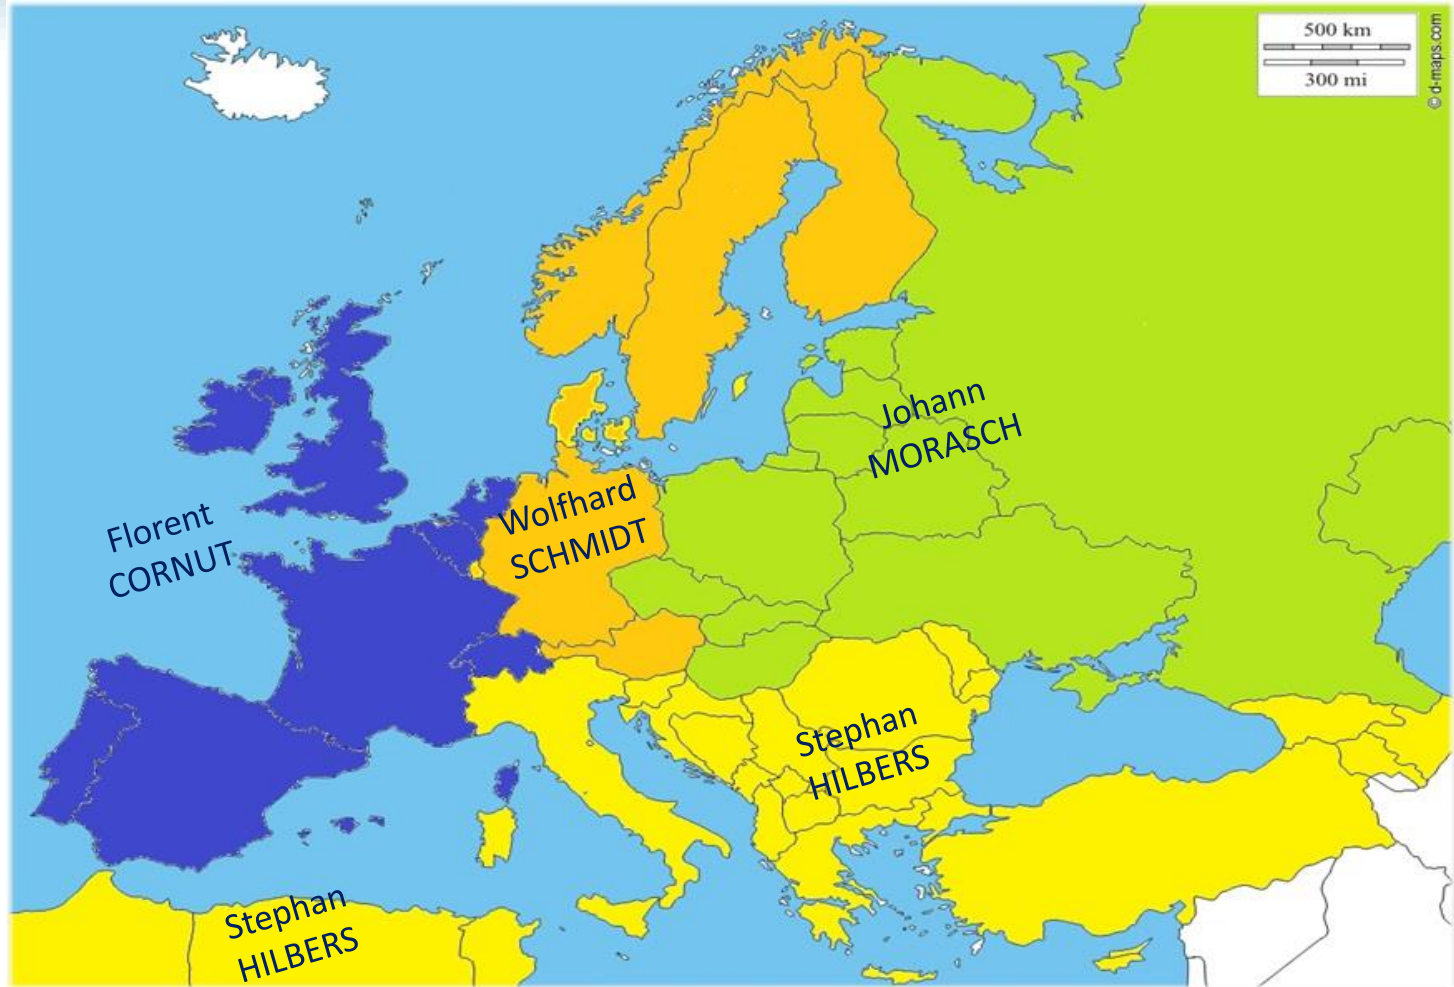 500 km
300 mi
© d-maps.com
Johann
MORASCH
Wolfhard
SCHMIDT
Florent
CORNUT
Stephan
HILBERS
Stephan
HILBERS